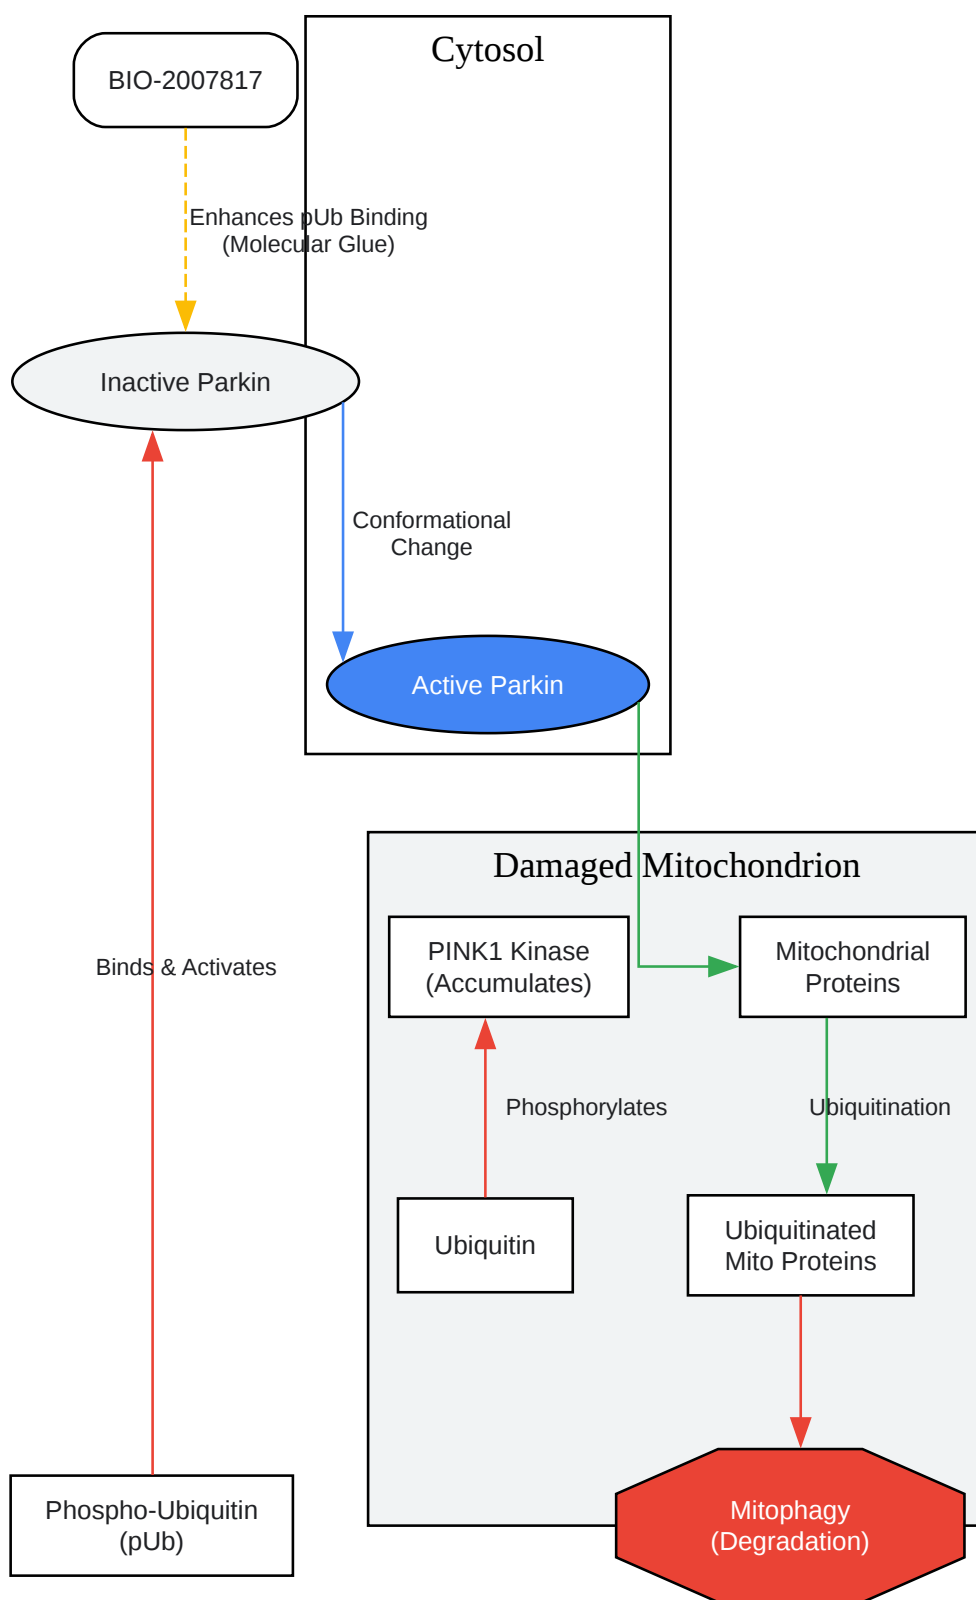 Cytosol
BIO-2007817
Enhances pUb Binding
(Molecular Glue)
Inactive Parkin
Conformational
Change
Active Parkin
Damaged Mitochondrion
PINK1 Kinase
(Accumulates)
Mitochondrial
Proteins
Binds & Activates
Phosphorylates
Ubiquitination
Ubiquitin
Ubiquitinated
Mito Proteins
Phospho-Ubiquitin
(pUb)
Mitophagy
(Degradation)